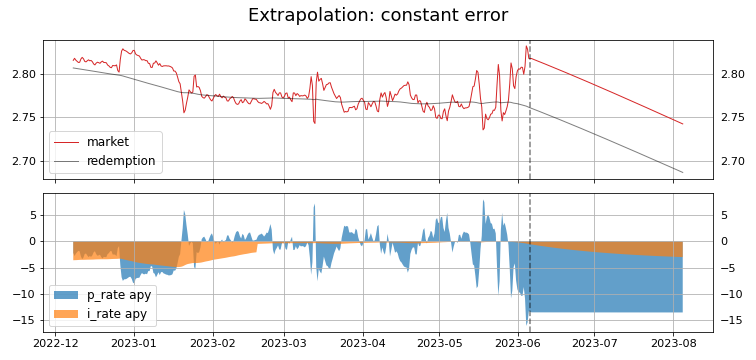 Extrapolation: constant error
2.80 2.80
2.75 2.75
2.70 2.70
market
redemption
5 5
0 0
−5 −5
−10 −10
−15 −15
p_rate apy
i_rate apy
2022-12 2023-01 2023-02 2023-03 2023-04 2023-05 2023-06 2023-07 2023-08